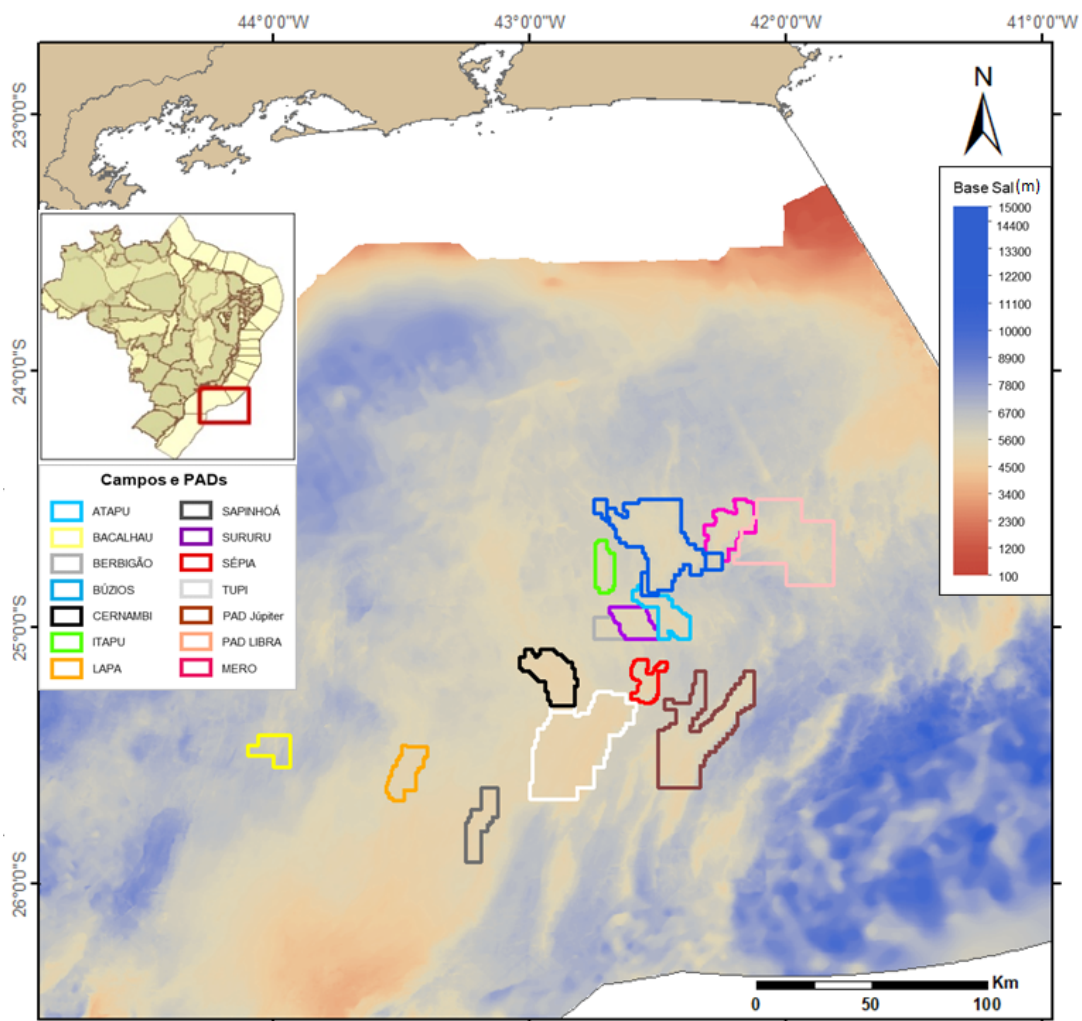 44°0'0"W 43°0'0"W 42°0'0"W 41°0'0"W
23°0'0"S
24°0'0"S
25°0'0"S
26°0'0"S
N
Base Sal (m)
15000
14400
13300
12200
11100
10000
8900
7800
6700
5600
4500
3400
2300
1200
100
Campos e PADs
ATAPU
BACALHAU
BERBIGÃO
BÚZIOS
CERNAMBI
ITAPU
LAPA
SAPINHOÁ
SURURU
SÉPIA
TUPI
PAD Júpiter
PAD LIBRA
MERO
Km
0 50 100